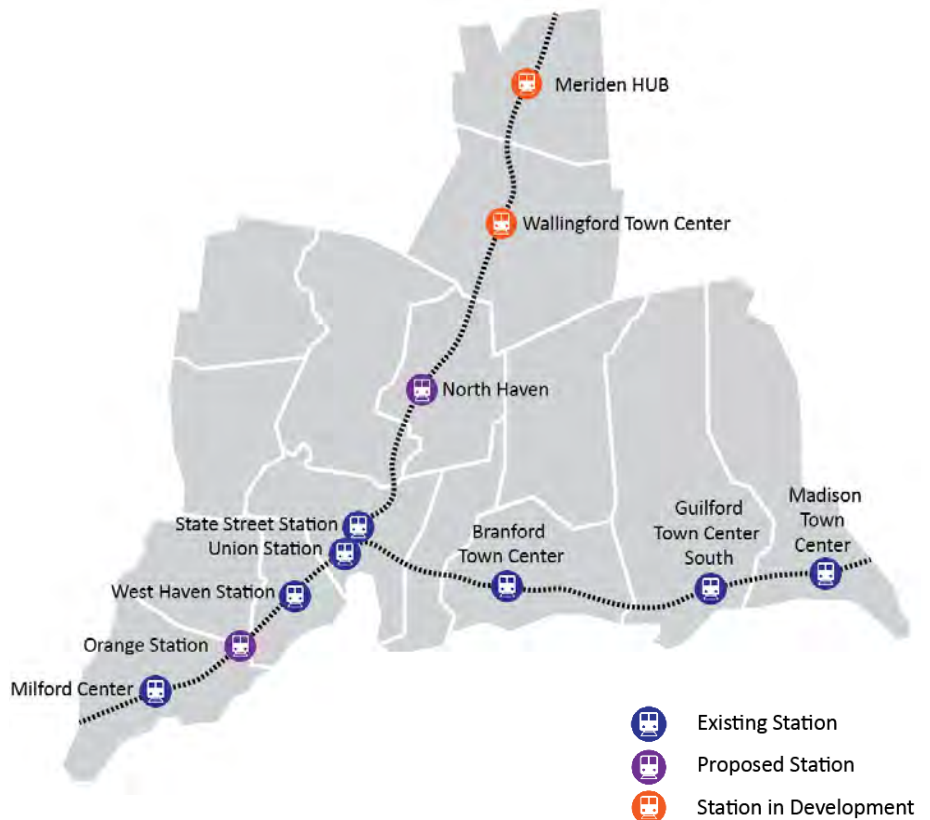 Meriden HUB
Wallingford Town Center
North Haven
State Street Station
Union Station
West Haven Station
Orange Station
Milford Center
Branford
Town Center
Guilford
Town Center
South
Madison
Town
Center
Existing Station
Proposed Station
Station in Development